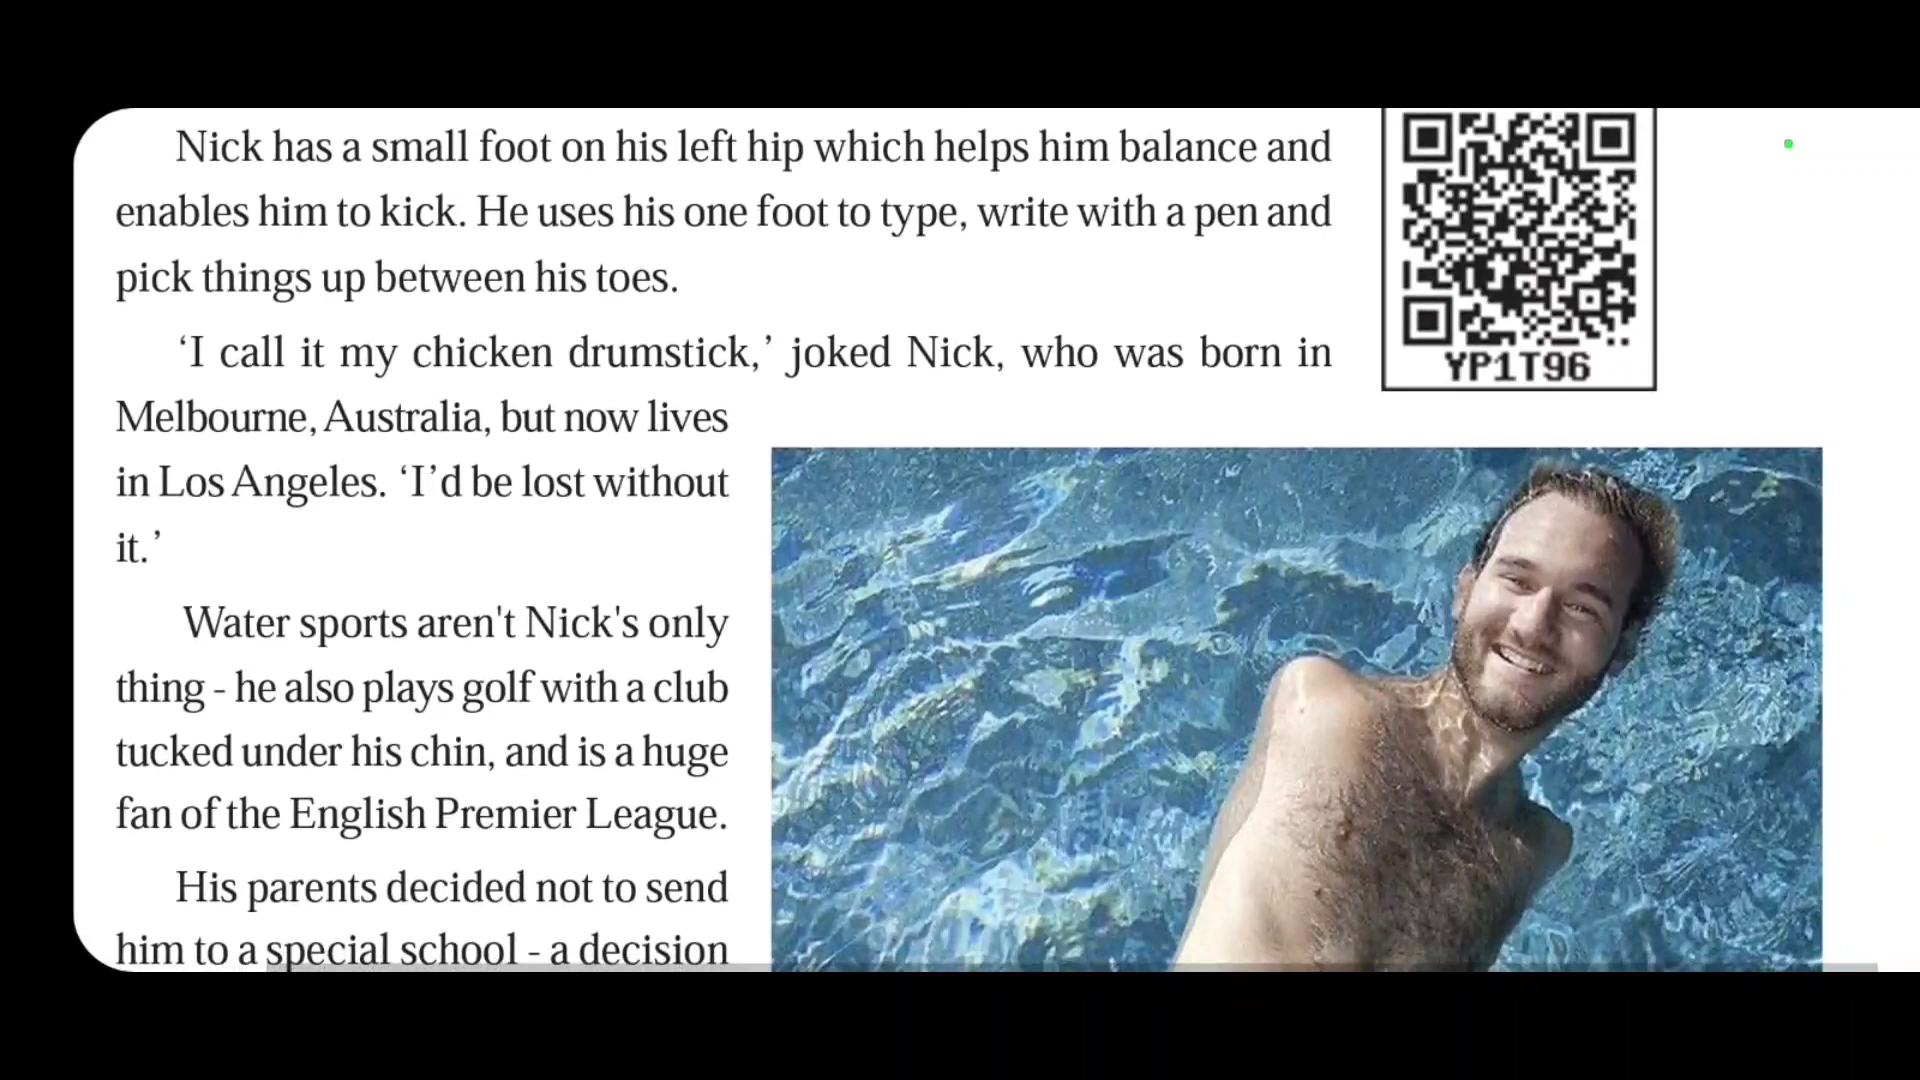 Nick has a small foot on his left hip which helps him balance and
enables him to kick. He uses his one foot to type, write with a pen and
pick things up between his toes.
‘I call it my chicken drumstick,’ joked Nick, who was born in
Melbourne, Australia, but now lives
in Los Angeles. ‘I’d be lost without
it.’
Water sports aren't Nick's only
thing - he also plays golf with a club
tucked under his chin, and is a huge
fan of the English Premier League.
His parents decided not to send
him to a special school - a decision
YP1T96